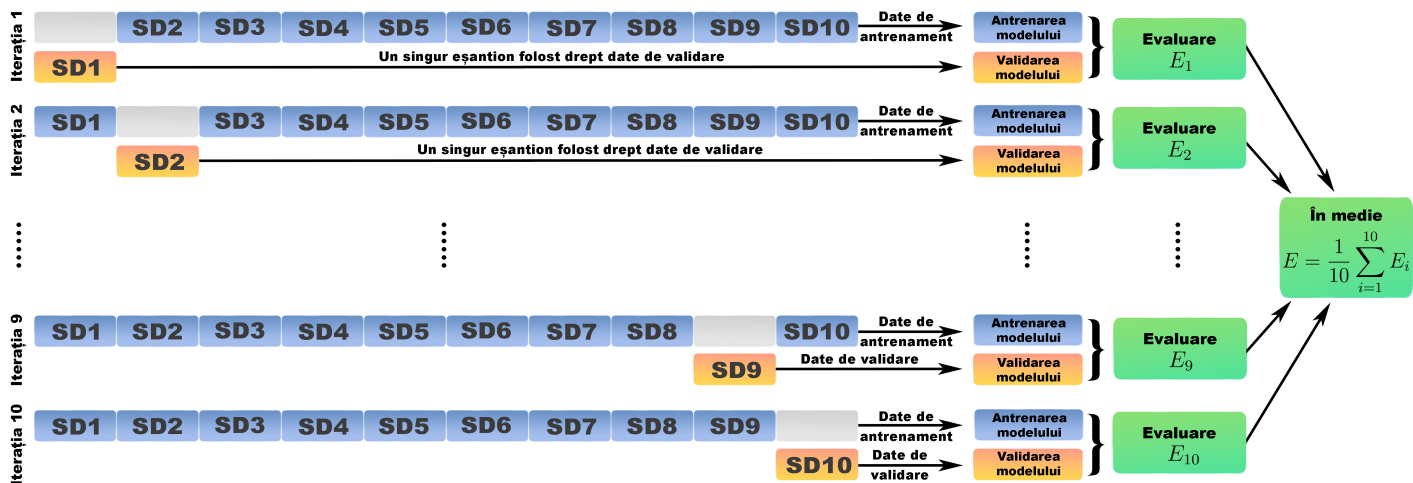 Iterația 1
SD2 SD3 SD4 SD5 SD6 SD7 SD8 SD9 SD10
Date de
antrenament
Antrenarea
modelului
SD1
Un singur eșantion folost drept date de validare
Validarea
modelului
Evaluare
E1
Iterația 2
SD1 SD3 SD4 SD5 SD6 SD7 SD8 SD9 SD10
Date de
antrenament
Antrenarea
modelului
SD2
Un singur eșantion folost drept date de validare
Validarea
modelului
Evaluare
E2
În medie
E = 1/10 ∑ i=1 10 Ei
Iterația 9
SD1 SD2 SD3 SD4 SD5 SD6 SD7 SD8 SD10
Date de
antrenament
Antrenarea
modelului
SD9
Date de validare
Validarea
modelului
Evaluare
E9
Iterația 10
SD1 SD2 SD3 SD4 SD5 SD6 SD7 SD8 SD9
Date de
antrenament
Antrenarea
modelului
SD10
Date de
validare
Validarea
modelului
Evaluare
E10